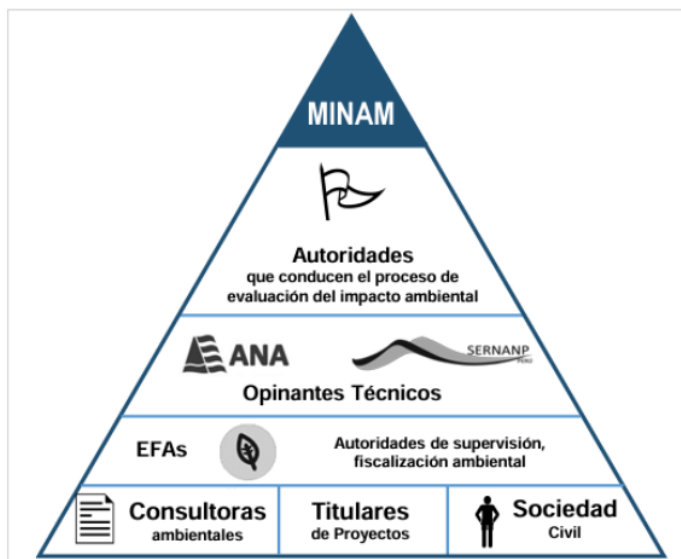 MINAM
Autoridades
que conducen el proceso de
evaluación del impacto ambiental
ANA
SERNANP
PERÚ
Opinantes Técnicos
EFAs
Autoridades de supervisión,
fiscalización ambiental
Consultoras
ambientales
Titulares
de Proyectos
Sociedad
Civil